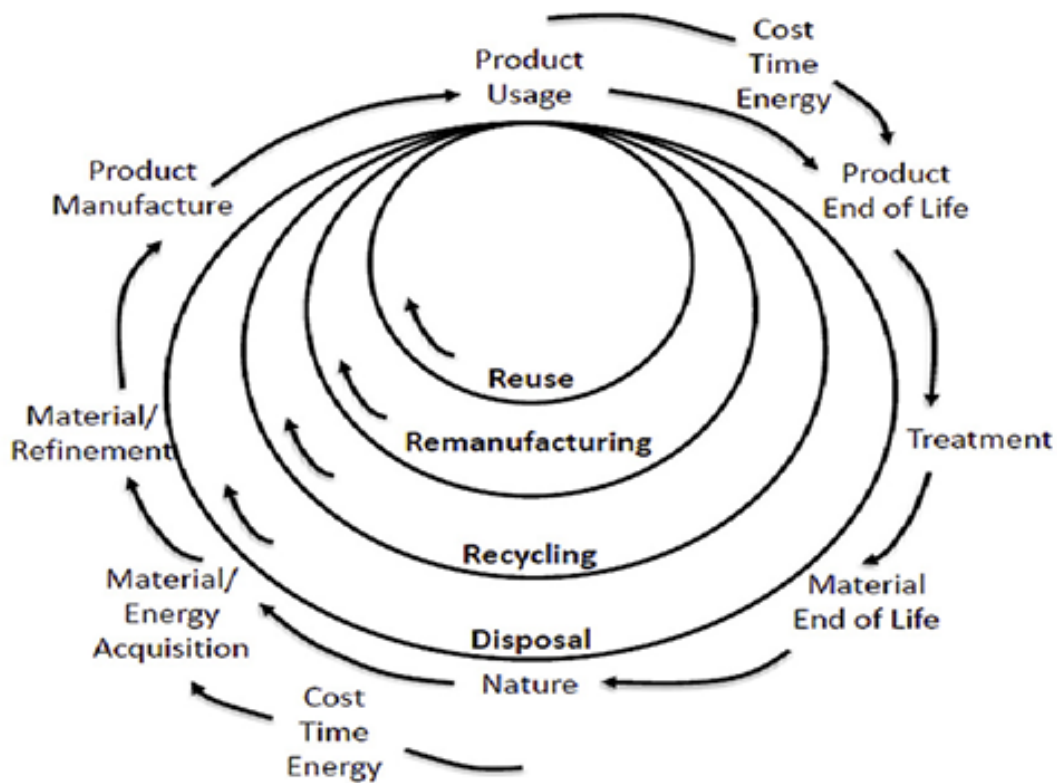 Cost
Time
Energy
Product
Usage
Product
Manufacture
Product
End of Life
Reuse
Material/
Refinement
Remanufacturing
Treatment
Recycling
Material/
Energy
Acquisition
Material
End of Life
Disposal
Nature
Cost
Time
Energy